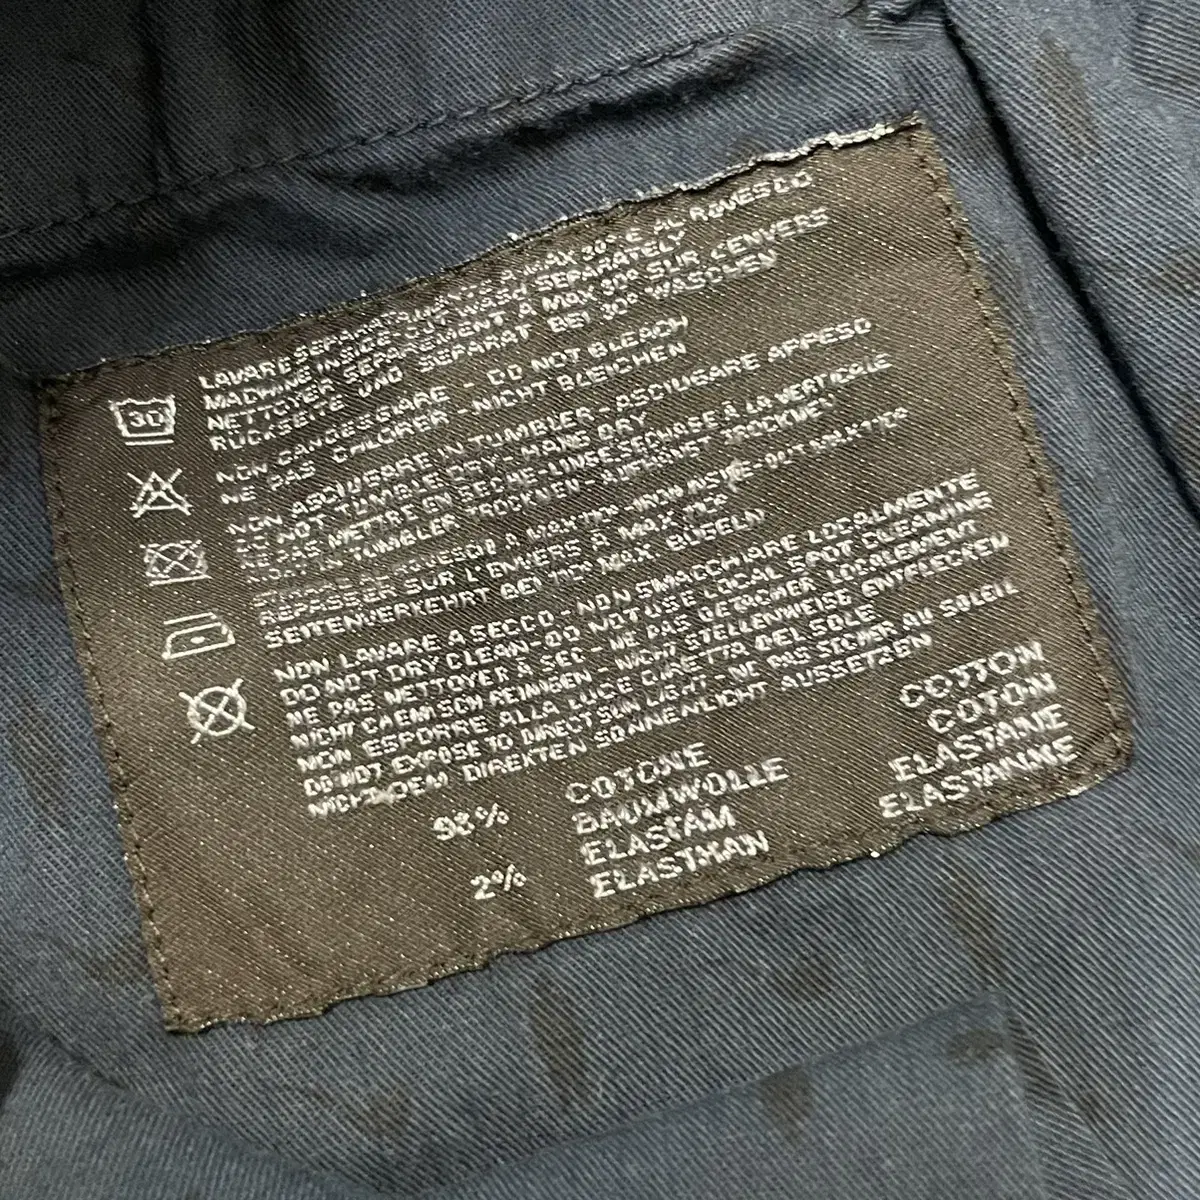 LAVARE SEPARATAMENTE A MAX 30° E AL ROVESCIO
MACHINE INSIDE OUT WASH SEPARATELY
NETTOYER SEPAREMENT A MAX 30° SUR L'ENVERS
RUCKSEITE UND SEPARAT BEI 30° WASCHEN
30
NON CANDEGGIARE - DO NOT BLEACH
NE PAS CHLORER - NICHT BLEICHEN
NON ASCIUGARE IN TUMBLER - ASCIUGARE APPESO
DO NOT TUMBLE DRY - HANG DRY
NE PAS METTRE EN SECHE-LINGE SECHAGE À LA VERTICALE
NICHT IN TUMBLER TROCKNEN
A MAX 110°
REPASSER SUR L'ENVERS À MAX 110°
SEITENVERKEHRT BEI 110° MAX BÜGELN
NON LAVARE A SECCO - NON SMACCHIARE LOCALMENTE
DO NOT DRY CLEAN - DO NOT USE LOCAL SPOT CLEANING
NE PAS NETTOYER À SEC - NE PAS DETACHER LOCALEMENT
NICHT CHEMISCH REINIGEN - NICHT STELLENWEISE ENTFLECKEN
NON ESPORRE ALLA LUCE DIRETTA DEL SOLE
DO NOT EXPOSE TO DIRECT SUN LIGHT - NE PAS SICHER AU SOLEIL
NICHT DEM DIREKTEN SONNENLICHT AUSSETZEN
98% COTONE COTTON
BAUMWOLLE COTON
ELASTAM ELASTANE
2% ELASTHAN ELASTANNE